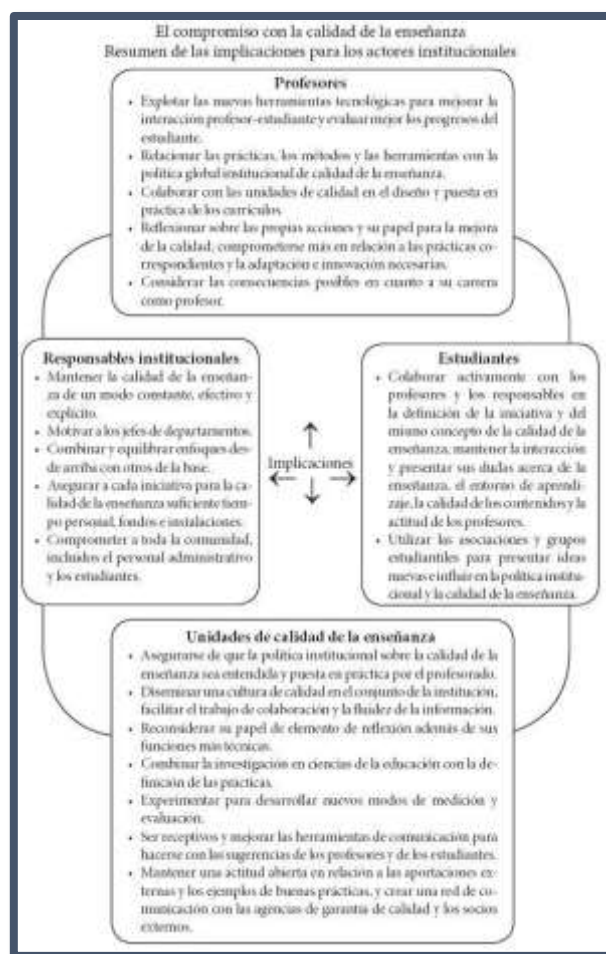 El compromiso con la calidad de la enseñanza
Resumen de las implicaciones para los actores institucionales
Profesores
• Explotar las nuevas herramientas tecnológicas para mejorar la
interacción profesor-estudiante y evaluar mejor los progresos del
estudiante.
• Relacionar las prácticas, los métodos y las herramientas con la
política global institucional de calidad de la enseñanza.
• Colaborar con las unidades de calidad en el diseño y puesta en
práctica de los currículos
• Reflexionar sobre las propias acciones y su papel para la mejora
de la calidad, comprometerse más en relación a las prácticas co-
rrespondientes y la adaptación e innovación necesarias.
• Considerar las consecuencias posibles en cuanto a su carrera
como profesor.
Responsables institucionales
• Mantener la calidad de la enseñan-
za de un modo constante, efectivo y
explícito.
• Motivar a los jefes de departamentos.
• Combinar y equilibrar enfoques des-
de arriba con otros de la base.
• Asegurar a cada iniciativa para la ca-
lidad de la enseñanza suficiente tiem-
po personal, fondos e instalaciones.
• Comprometer a toda la comunidad,
incluidos el personal administrativo
y los estudiantes.
Implicaciones
Estudiantes
• Colaborar activamente con los
profesores y los responsables en
la definición de la iniciativa y del
mismo concepto de la calidad de la
enseñanza, mantener la interacción
y presentar sus dudas acerca de la
enseñanza, el entorno de aprendi-
zaje, la calidad de los contenidos y la
actitud de los profesores.
• Utilizar las asociaciones y grupos
estudiantiles para presentar ideas
nuevas e influir en la política institu-
cional y la calidad de la enseñanza.
Unidades de calidad de la enseñanza
• Asegurarse de que la política institucional sobre la calidad de la
enseñanza sea entendida y puesta en práctica por el profesorado.
• Diseminar una cultura de calidad en el conjunto de la institución,
facilitar el trabajo de colaboración y la fluidez de la información.
• Reconsiderar su papel de elemento de reflexión además de sus
funciones más técnicas.
• Combinar la investigación en ciencias de la educación con la de-
finición de las prácticas.
• Experimentar para desarrollar nuevos modos de medición y
evaluación.
• Ser receptivos y mejorar las herramientas de comunicación para
hacerse con las sugerencias de los profesores y de los estudiantes.
• Mantener una actitud abierta en relación a las aportaciones ex-
ternas y los ejemplos de buenas prácticas, y crear una red de co-
municación con las agencias de garantía de calidad y los socios
externos.